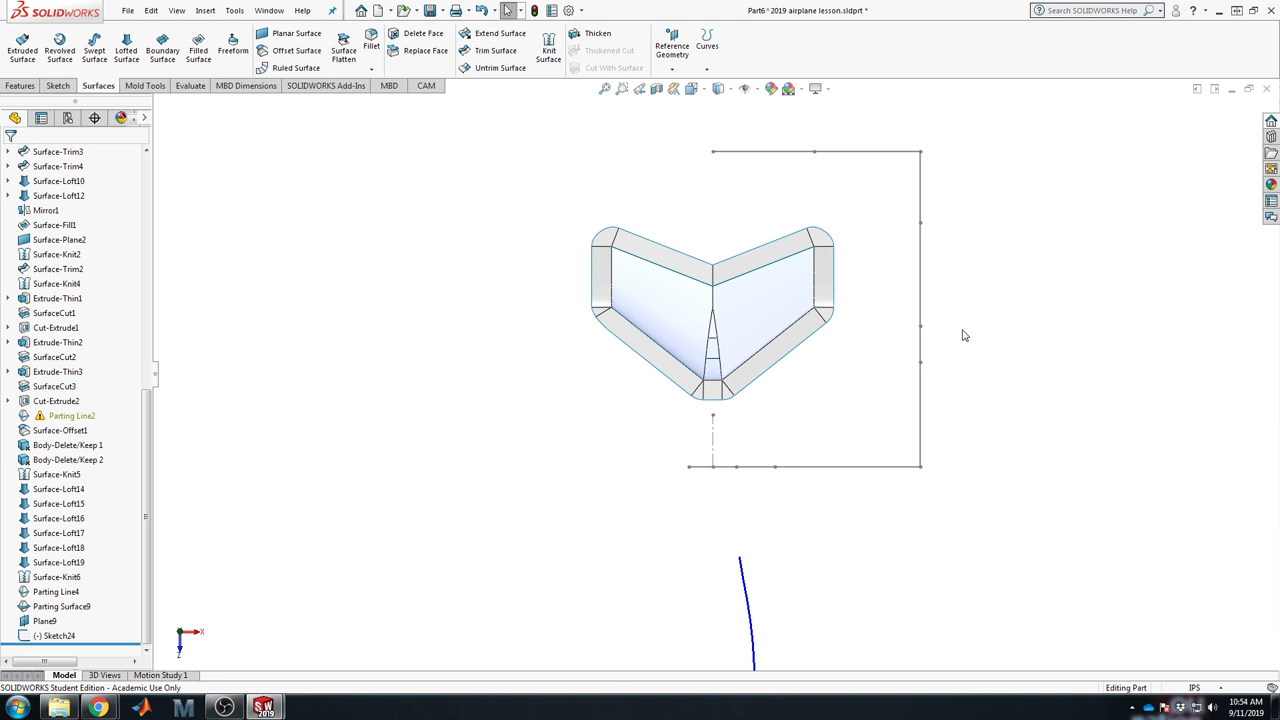 SOLIDWORKS File Edit View Insert Tools Window Help Part6^2019 airplane lesson.sldprt * Search SOLIDWORKS Help
Extruded Surface
Revolved Surface
Swept Surface
Lofted Surface
Boundary Surface
Filled Surface
Freeform
Planar Surface
Offset Surface
Ruled Surface
Surface Flatten
Fillet
Delete Face
Replace Face
Extend Surface
Trim Surface
Untrim Surface
Knit Surface
Thicken
Thickened Cut
Cut With Surface
Reference Geometry
Curves
Features Sketch Surfaces Mold Tools Evaluate MBD Dimensions SOLIDWORKS Add-Ins MBD CAM
Surface-Trim3
Surface-Trim4
Surface-Loft10
Surface-Loft12
Mirror1
Surface-Fill1
Surface-Plane2
Surface-Knit2
Surface-Trim2
Surface-Knit4
Extrude-Thin1
SurfaceCut1
Cut-Extrude1
Extrude-Thin2
SurfaceCut2
Extrude-Thin3
SurfaceCut3
Cut-Extrude2
Parting Line2
Surface-Offset1
Body-Delete/Keep 1
Body-Delete/Keep 2
Surface-Knit5
Surface-Loft14
Surface-Loft15
Surface-Loft16
Surface-Loft17
Surface-Loft18
Surface-Loft19
Surface-Knit6
Parting Line4
Parting Surface9
Plane9
(-) Sketch24
X
Z
Model 3D Views Motion Study 1
SOLIDWORKS Student Edition - Academic Use Only Editing Part IPS
SW 2019
10:54 AM
9/11/2019